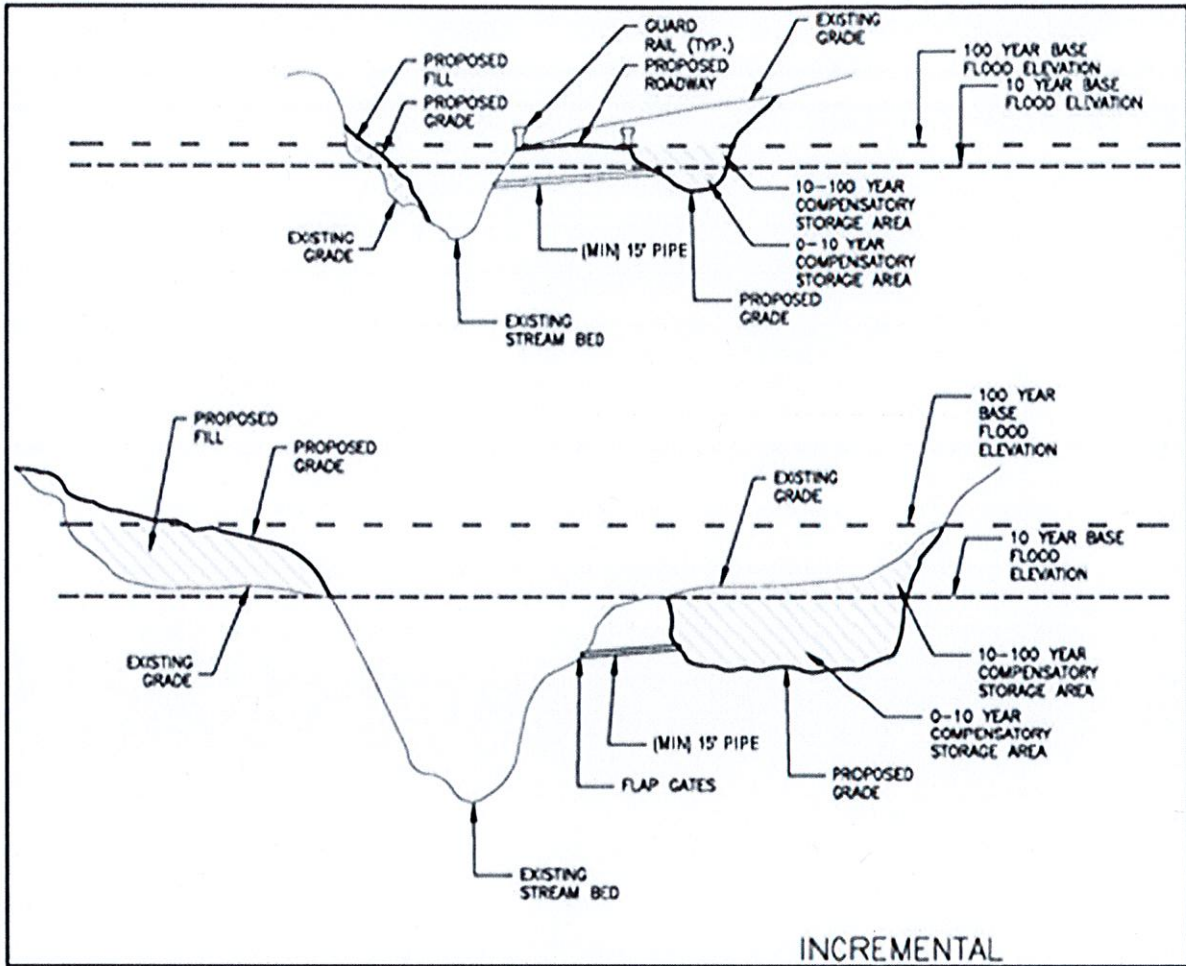 GUARD
RAIL (TYP.)
PROPOSED
ROADWAY
EXISTING
GRADE
100 YEAR BASE
FLOOD ELEVATION
10 YEAR BASE
FLOOD ELEVATION
PROPOSED
FILL
PROPOSED
GRADE
10-100 YEAR
COMPENSATORY
STORAGE AREA
0-10 YEAR
COMPENSATORY
STORAGE AREA
EXISTING
GRADE
(MIN) 15" PIPE
PROPOSED
GRADE
EXISTING
STREAM BED
PROPOSED
FILL
PROPOSED
GRADE
100 YEAR
BASE
FLOOD
ELEVATION
EXISTING
GRADE
10 YEAR BASE
FLOOD
ELEVATION
EXISTING
GRADE
10-100 YEAR
COMPENSATORY
STORAGE AREA
0-10 YEAR
COMPENSATORY
STORAGE AREA
(MIN) 15" PIPE
FLAP GATES
PROPOSED
GRADE
EXISTING
STREAM BED
INCREMENTAL